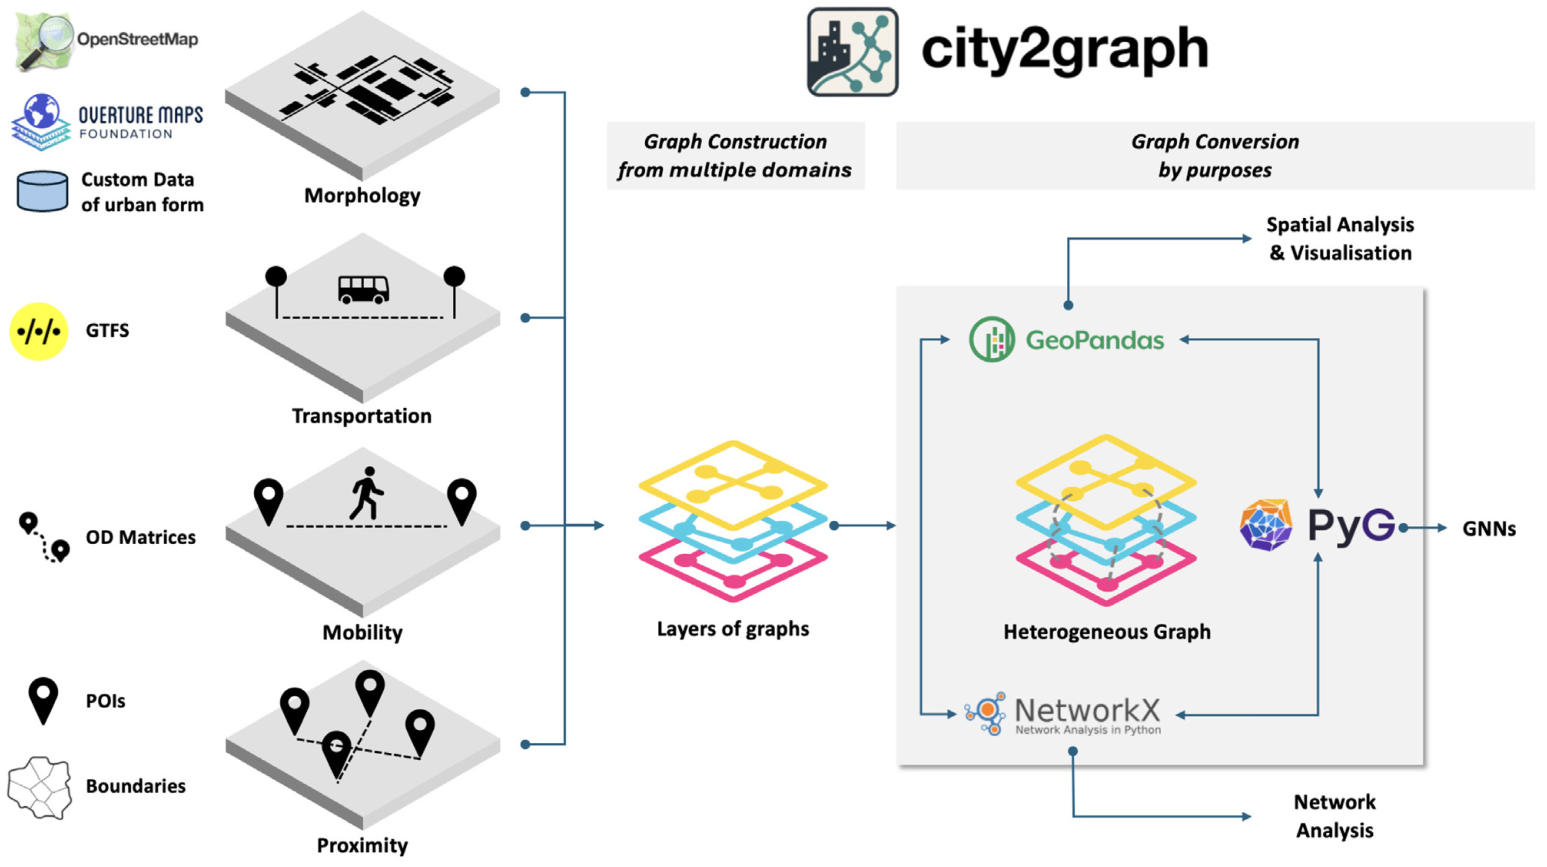 city2graph
OpenStreetMap
OVERTURE MAPS
FOUNDATION
Custom Data
of urban form
Morphology
GTFS
Transportation
OD Matrices
Mobility
POIs
Boundaries
Proximity
Graph Construction
from multiple domains
Layers of graphs
Graph Conversion
by purposes
Spatial Analysis
& Visualisation
GeoPandas
Heterogeneous Graph
PyG
GNNs
NetworkX
Network Analysis in Python
Network
Analysis